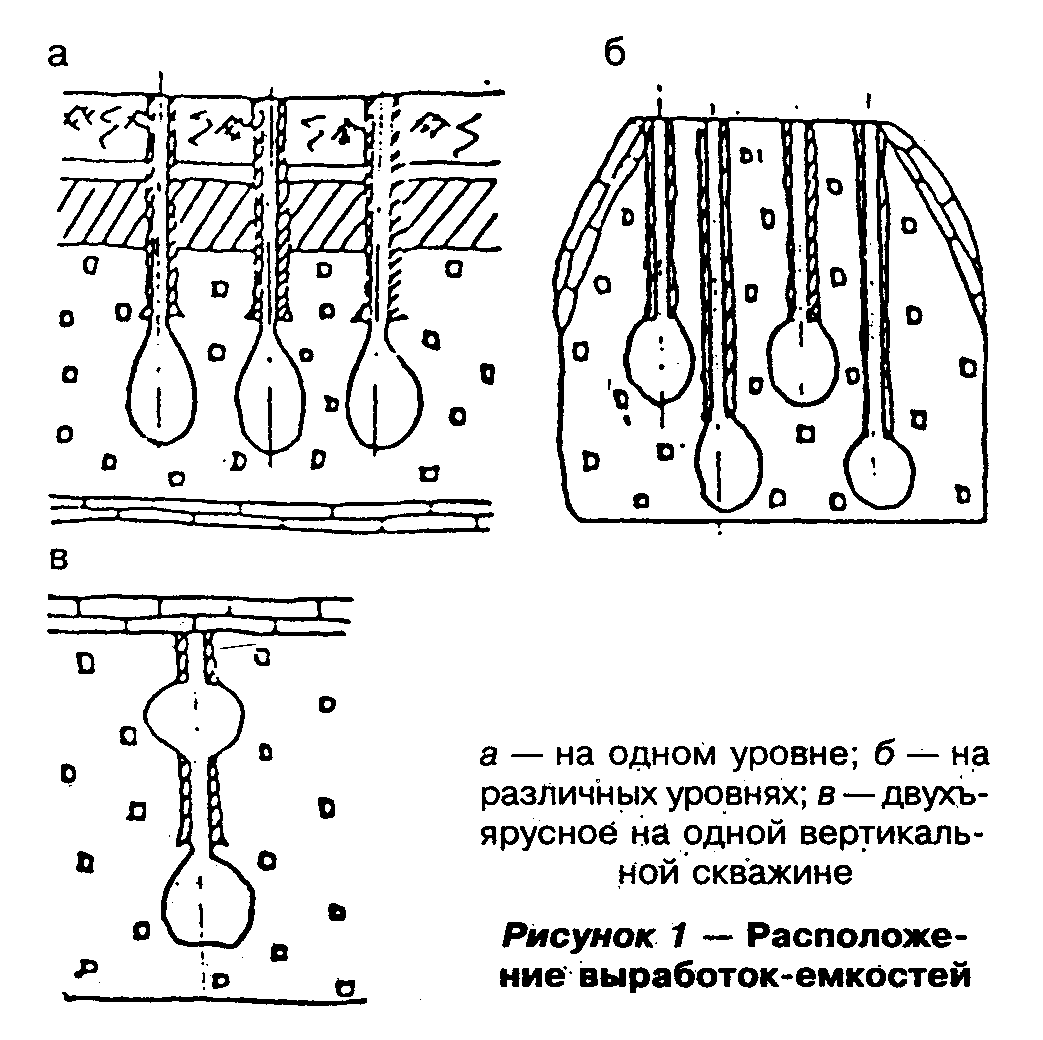 а
б
в
а — на одном уровне; б — на
различных уровнях; в — двухъ-
ярусное на одной вертикаль-
ной скважине
Рисунок 1 — Расположе-
ние выработок-емкостей